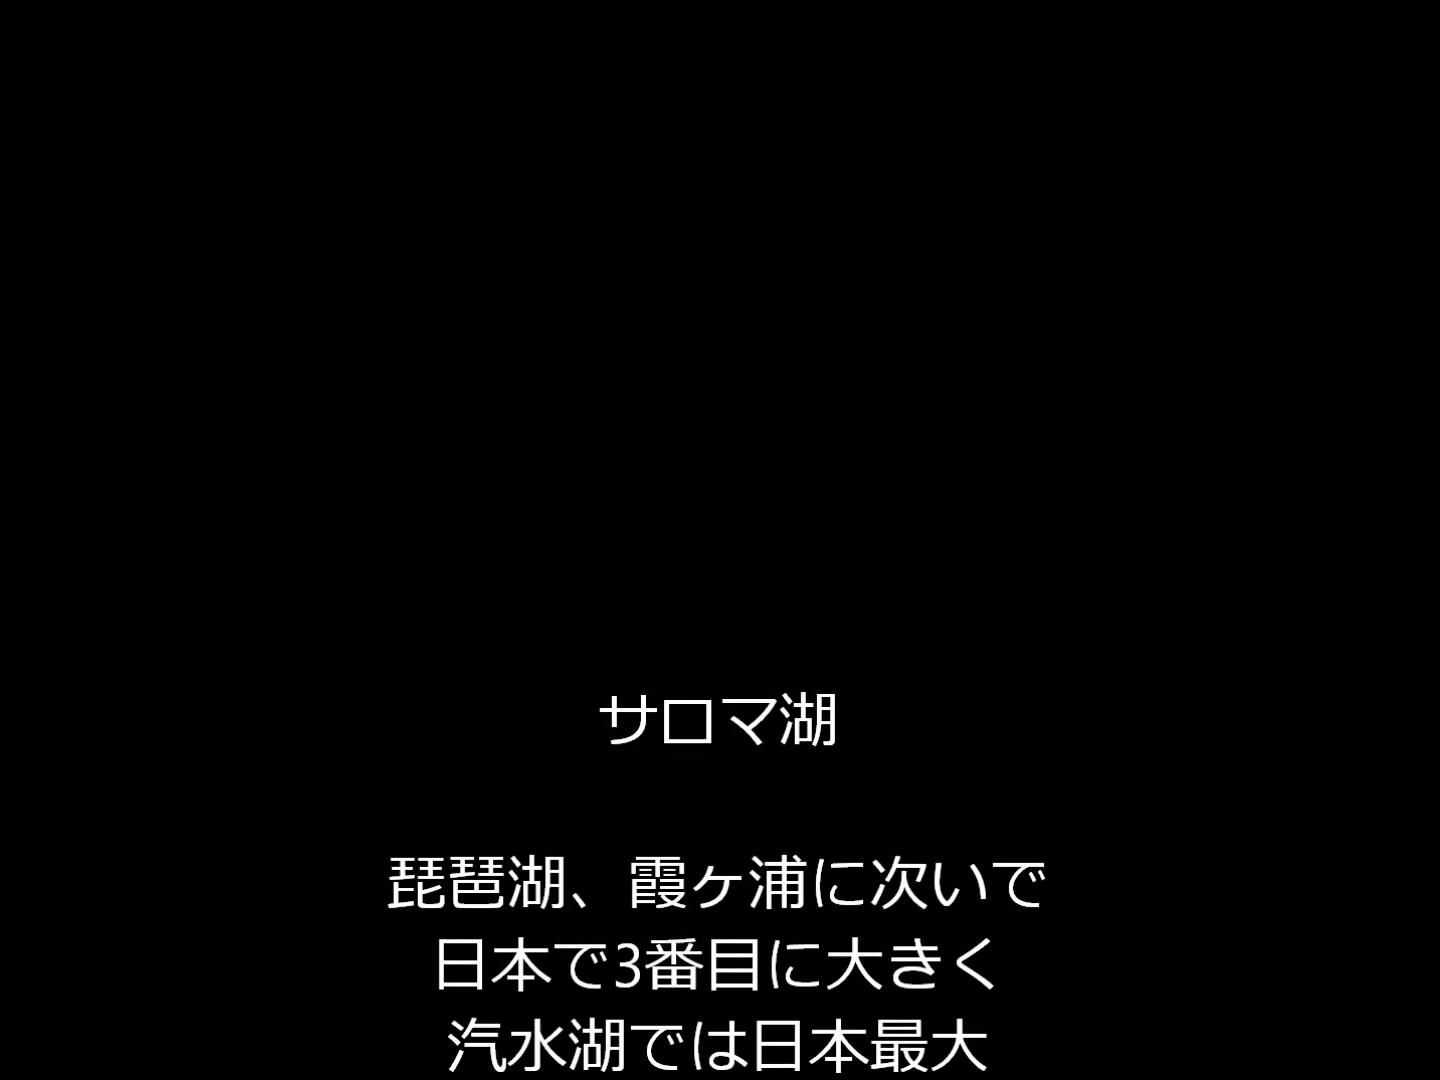 サロマ湖
琵琶湖、霞ヶ浦に次いで
日本で3番目に大きく
汽水湖では日本最大